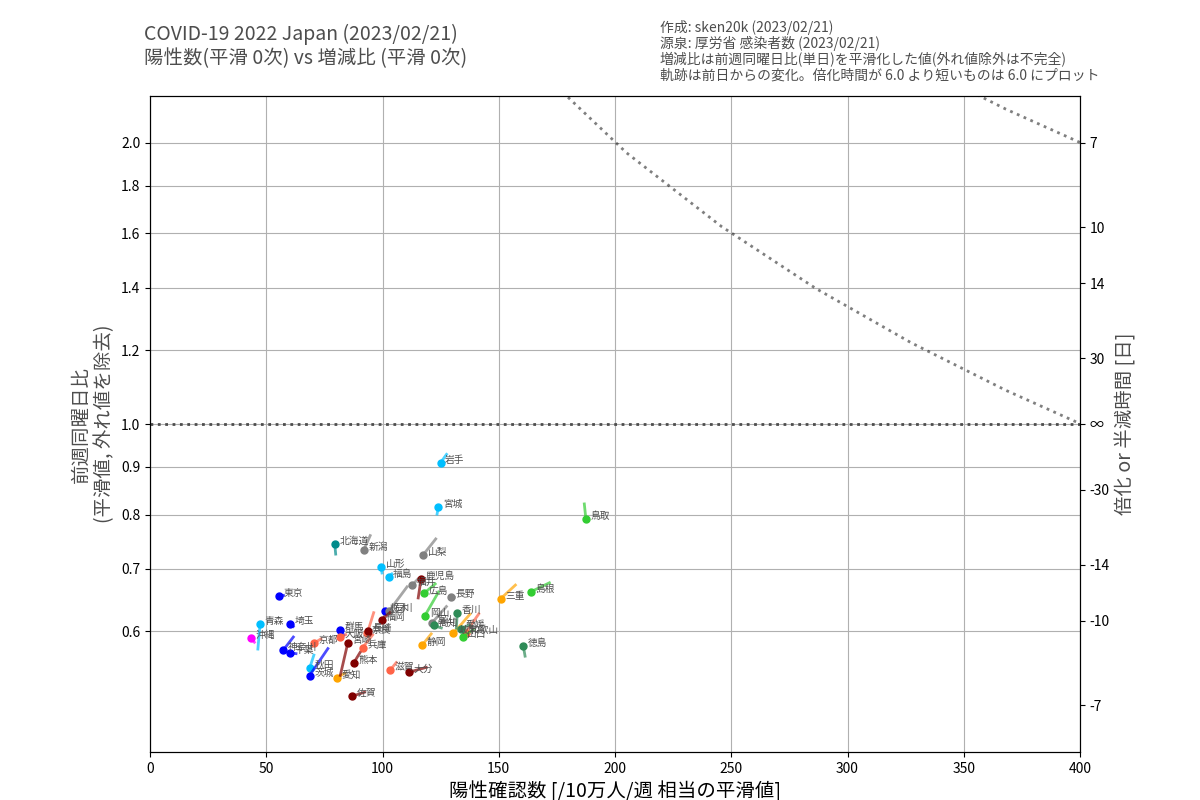 COVID-19 2022 Japan (2023/02/21)
陽性数(平滑 0次) vs 増減比 (平滑 0次)
作成: sken20k (2023/02/21)
源泉: 厚労省 感染者数 (2023/02/21)
増減比は前週同曜日比(単日)を平滑化した値(外れ値除外は不完全)
軌跡は前日からの変化。倍化時間が 6.0 より短いものは 6.0 にプロット
前週同曜日比
(平滑値, 外れ値を除去)
2.0
1.8
1.6
1.4
1.2
1.0
0.9
0.8
0.7
0.6
7
10
14
30
∞
-30
-14
-10
-7
倍化 or 半減時間 [日]
岩手
宮城
鳥取
北海道
新潟
山梨
山形
福島
鹿児島
広島
島根
東京
長野
三重
香川
福岡
青森
埼玉
群馬
沖縄
京都
兵庫
静岡
徳島
熊本
滋賀
大分
茨城
愛知
佐賀
0
50
100
150
200
250
300
350
400
陽性確認数 [/10万人/週 相当の平滑値]